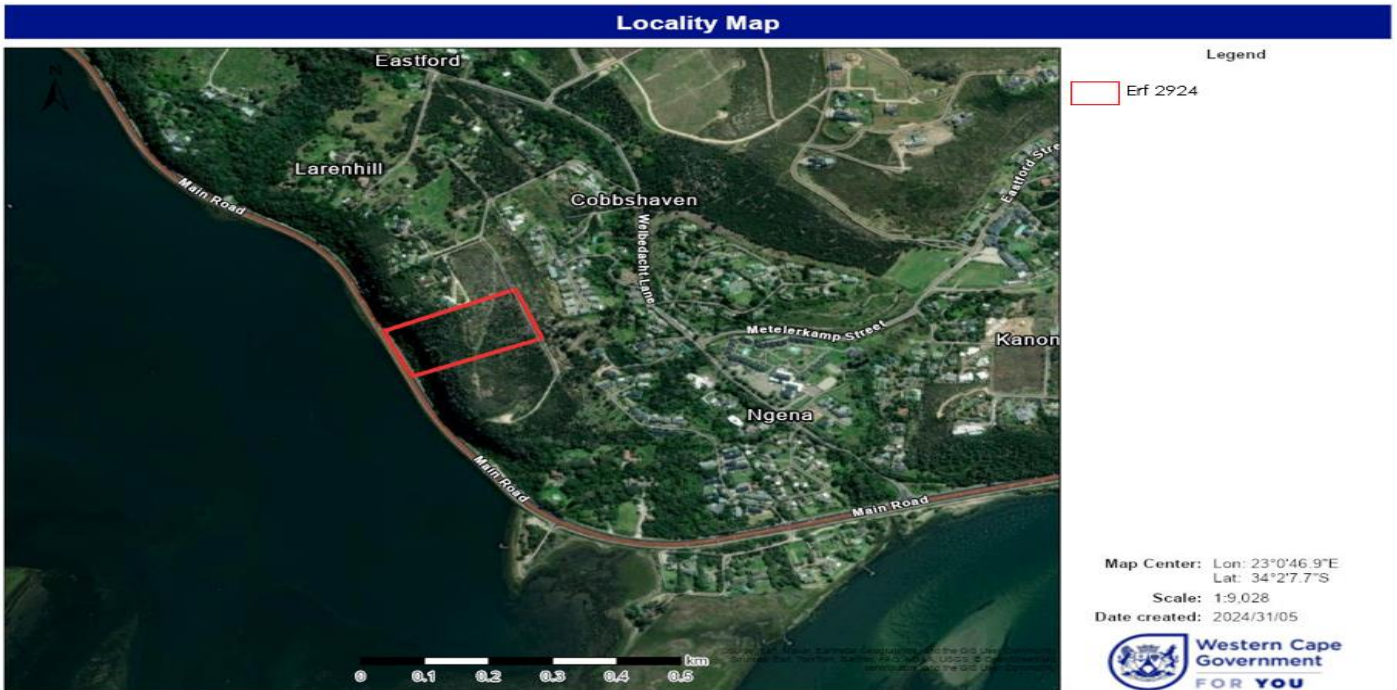 Locality Map
Legend
Erf 2924
N
Eastford
Larenhill
Main Road
Cobbshaven
Welbedacht Lane
Eastford Stre
Metelerkamp Street
Kanon
Ngena
Main Road
Main Road
km
0 0.1 0.2 0.3 0.4 0.5
Map Center: Lon: 23°0'46.9"E
Lat: 34°2'7.7"S
Scale: 1:9,028
Date created: 2024/31/05
Western Cape
Government
FOR YOU